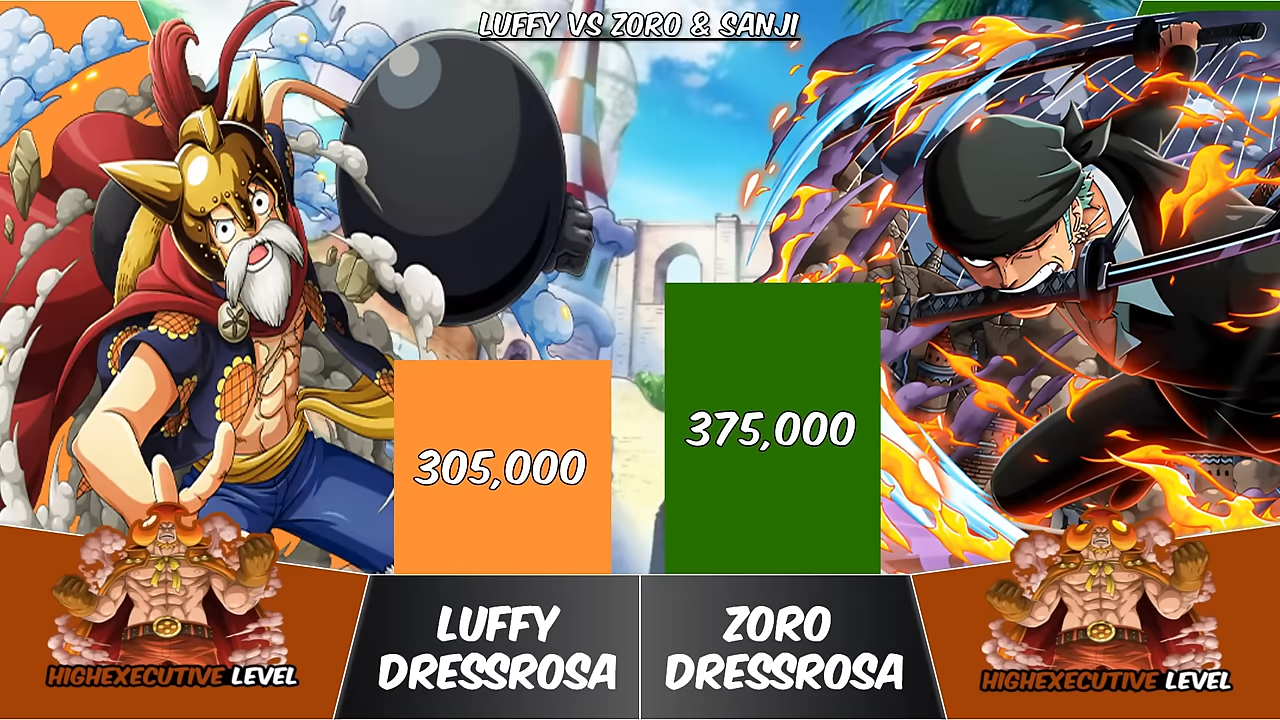 LUFFY VS ZORO & SANJI
305,000
375,000
LUFFY
DRESSROSA
ZORO
DRESSROSA
HIGHEXECUTIVE LEVEL
HIGHEXECUTIVE LEVEL